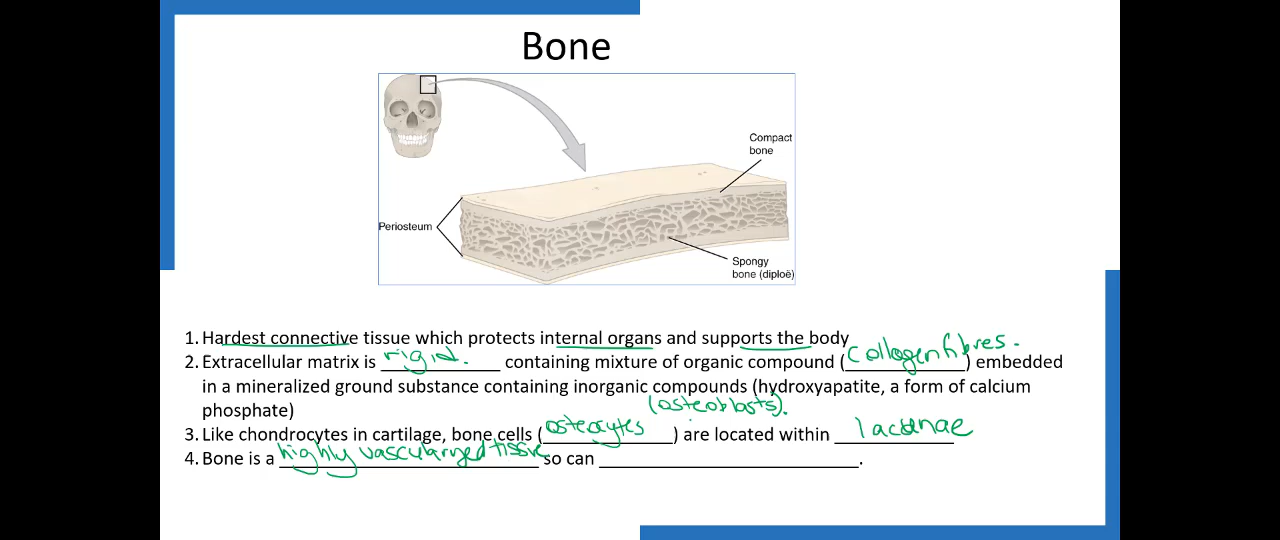 Bone
Compact
bone
Periosteum
Spongy
bone (diploë)
1. Hardest connective tissue which protects internal organs and supports the body
2. Extracellular matrix is rigid. containing mixture of organic compound (collagen fibres.) embedded
in a mineralized ground substance containing inorganic compounds (hydroxyapatite, a form of calcium
phosphate)
(osteoblasts).
3. Like chondrocytes in cartilage, bone cells (osteocytes) are located within lacunae
4. Bone is a highly vascularized tissue so can ____________________.